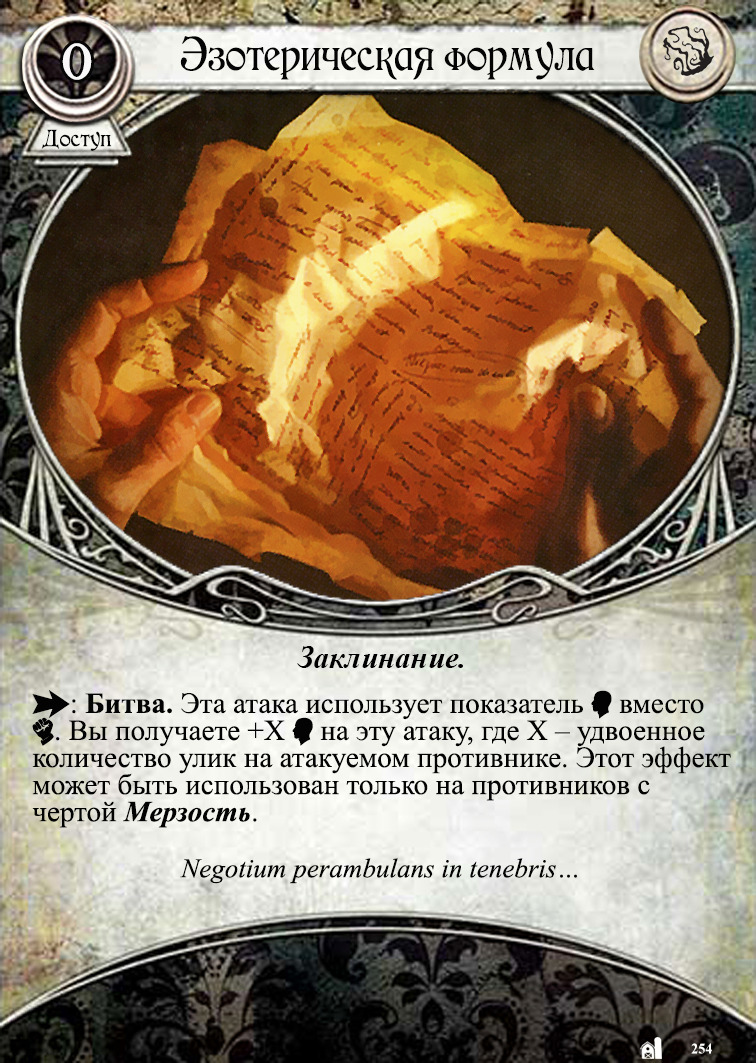 0
Эзотерическая формула
Доступ
Заклинание.
: Битва. Эта атака использует показатель вместо
. Вы получаете +X на эту атаку, где X – удвоенное
количество улик на атакуемом противнике. Этот эффект
может быть использован только на противников с
чертой Мерзость.
Negotium perambulans in tenebris…
254